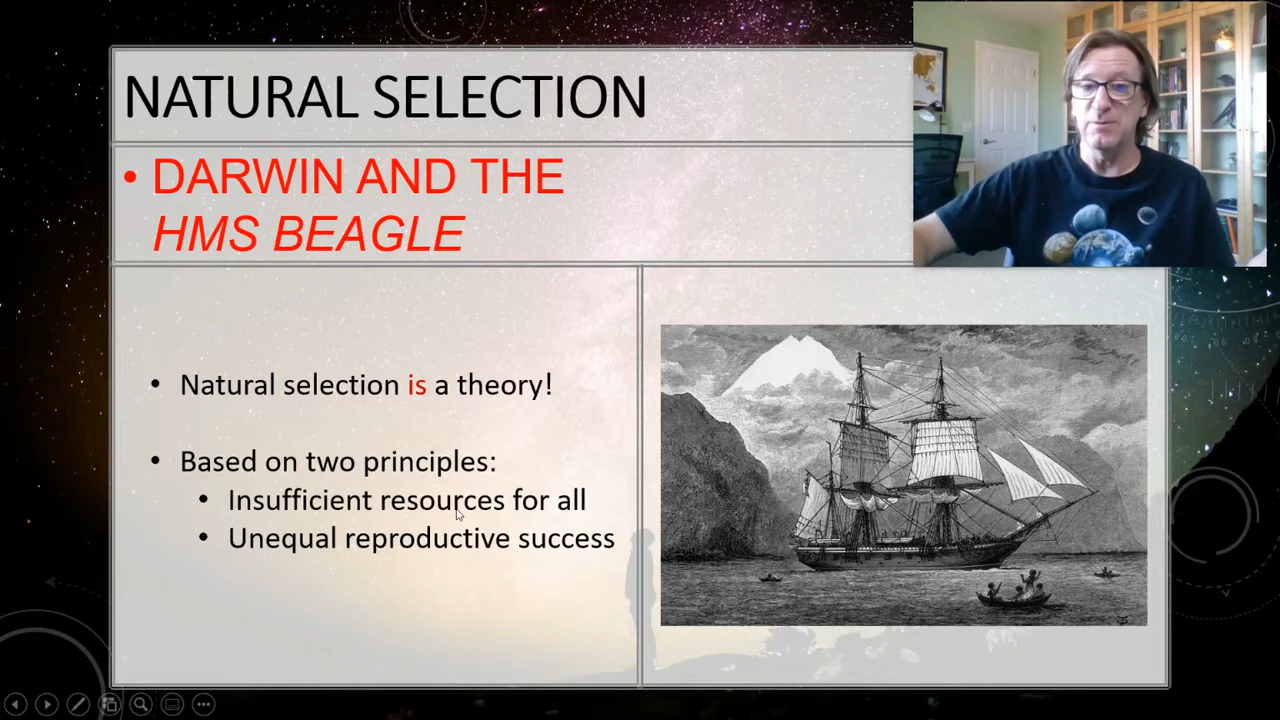 NATURAL SELECTION
• DARWIN AND THE
HMS BEAGLE
• Natural selection is a theory!
• Based on two principles:
• Insufficient resources for all
• Unequal reproductive success